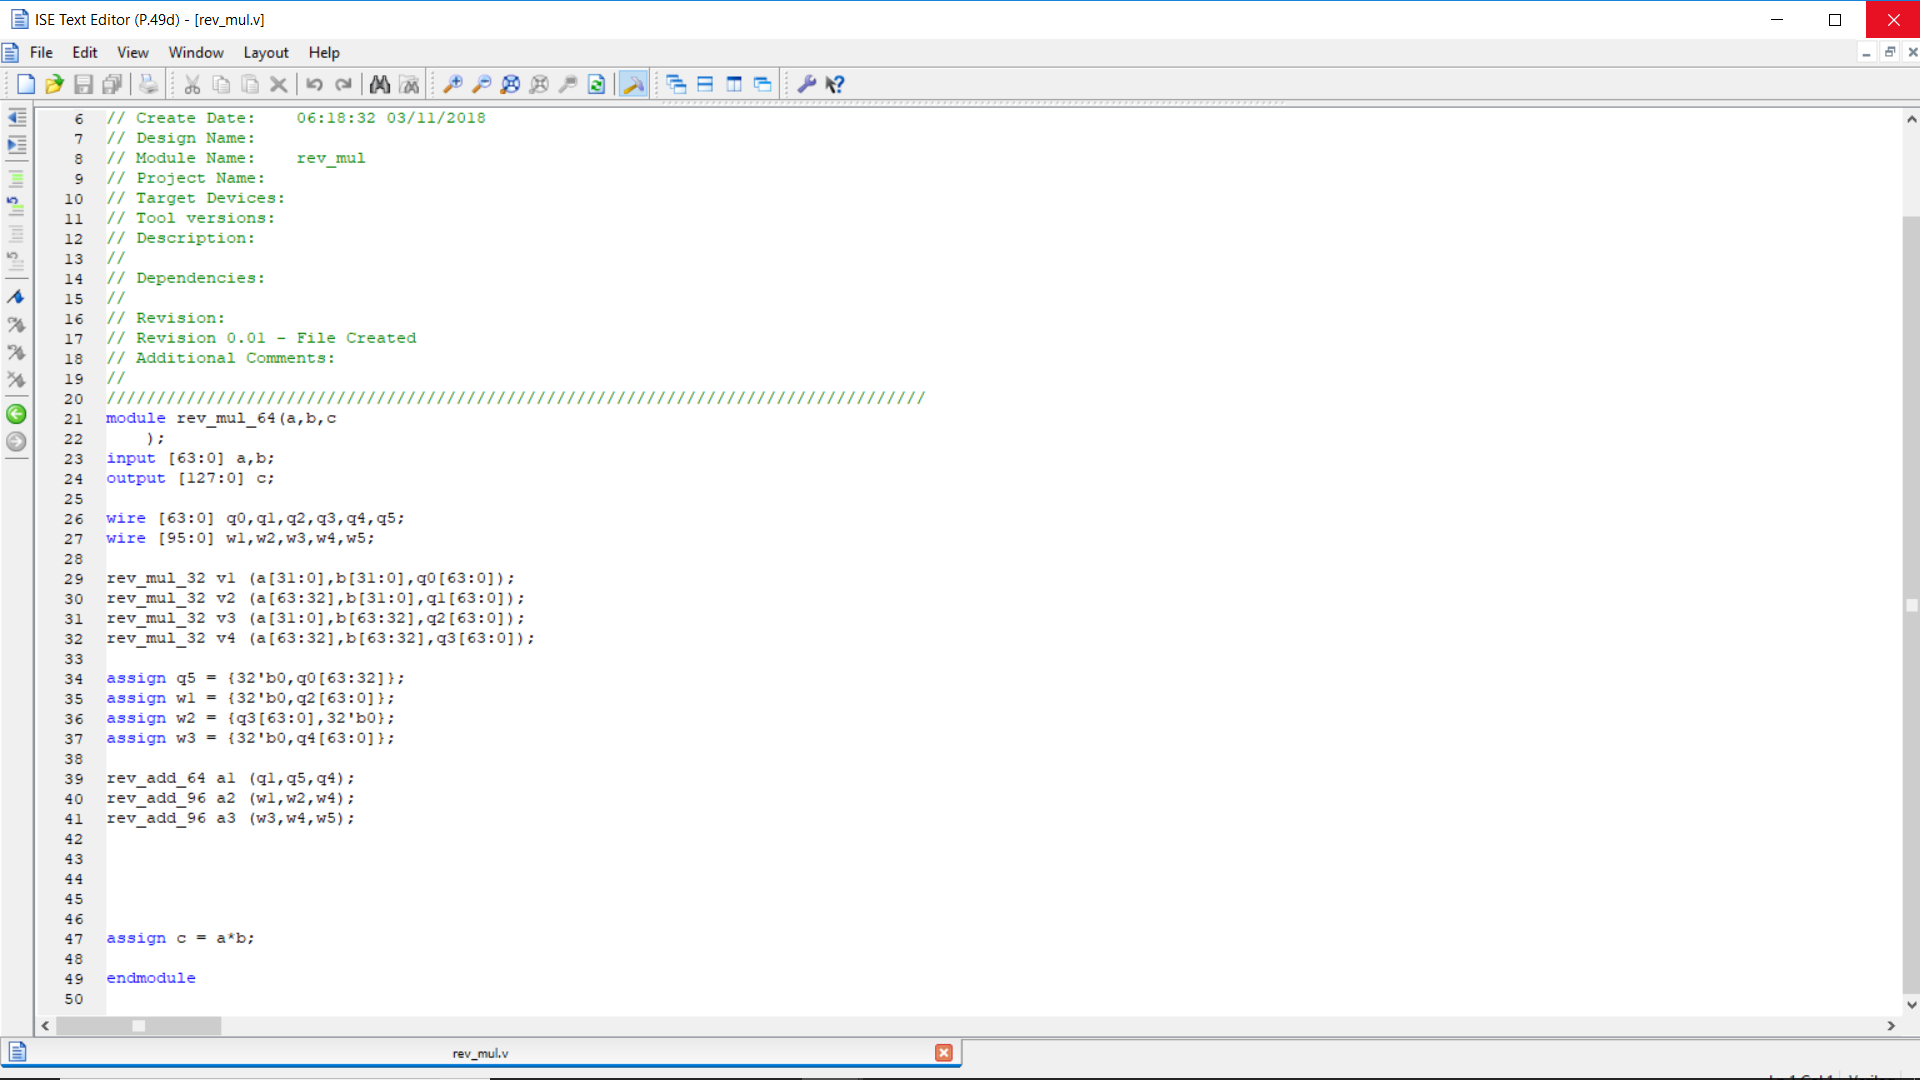 ISE Text Editor (P.49d) - [rev_mul.v]
File Edit View Window Layout Help
6 // Create Date:    06:18:32 03/11/2018
7 // Design Name:
8 // Module Name:    rev_mul
9 // Project Name:
10 // Target Devices:
11 // Tool versions:
12 // Description:
13 //
14 // Dependencies:
15 //
16 // Revision:
17 // Revision 0.01 - File Created
18 // Additional Comments:
19 //
20 //////////////////////////////////////////////////////////////////////////////////
21 module rev_mul_64(a,b,c
22     );
23 input [63:0] a,b;
24 output [127:0] c;
25
26 wire [63:0] q0,q1,q2,q3,q4,q5;
27 wire [95:0] w1,w2,w3,w4,w5;
28
29 rev_mul_32 v1 (a[31:0],b[31:0],q0[63:0]);
30 rev_mul_32 v2 (a[63:32],b[31:0],q1[63:0]);
31 rev_mul_32 v3 (a[31:0],b[63:32],q2[63:0]);
32 rev_mul_32 v4 (a[63:32],b[63:32],q3[63:0]);
33
34 assign q5 = {32'b0,q0[63:32]};
35 assign w1 = {32'b0,q2[63:0]};
36 assign w2 = {q3[63:0],32'b0};
37 assign w3 = {32'b0,q4[63:0]};
38
39 rev_add_64 a1 (q1,q5,q4);
40 rev_add_96 a2 (w1,w2,w4);
41 rev_add_96 a3 (w3,w4,w5);
42
43
44
45
46
47 assign c = a*b;
48
49 endmodule
50
rev_mul.v